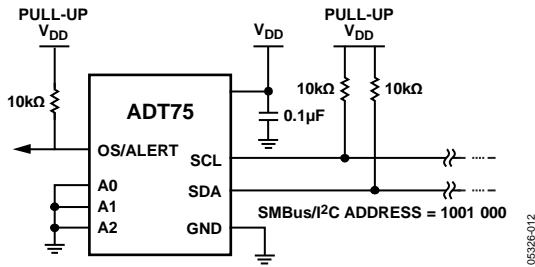 PULL-UP
VDD
10kΩ
ADT75
OS/ALERT
A0
A1
A2
SCL
SDA
GND
VDD
0.1µF
PULL-UP
VDD
10kΩ
10kΩ
SMBus/I²C ADDRESS = 1001 000
05326-012